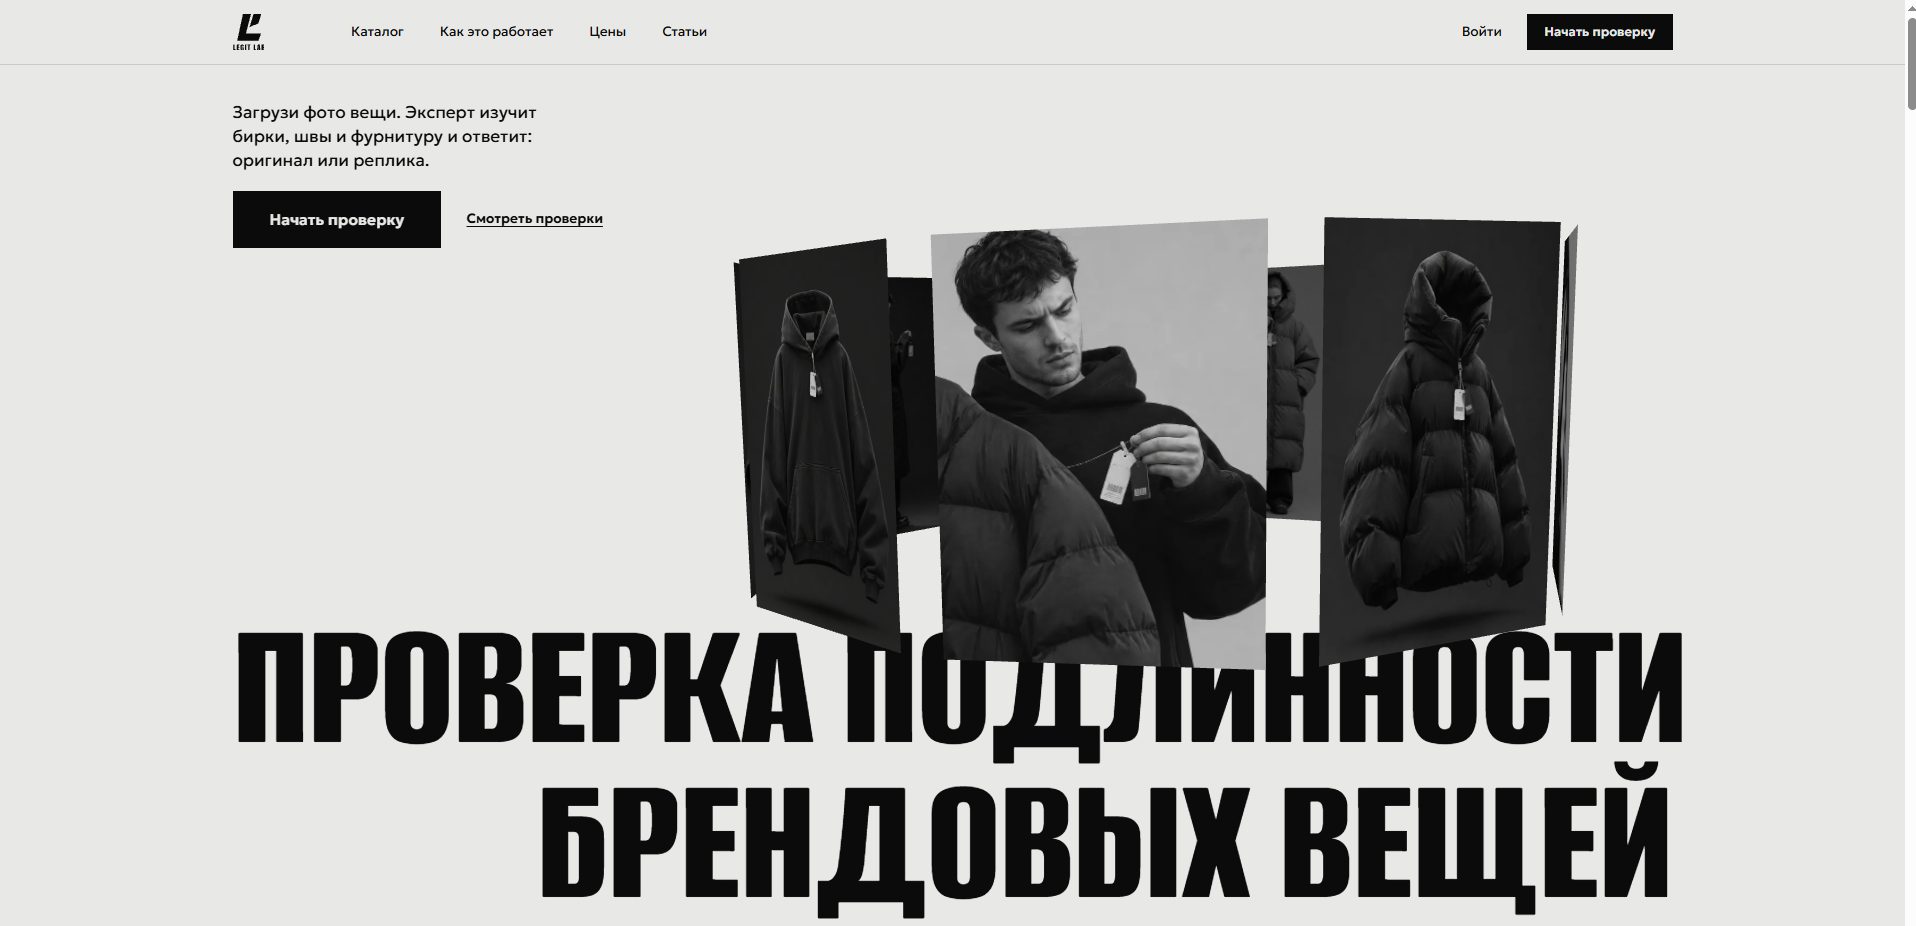 LEGIT LAB
Каталог
Как это работает
Цены
Статьи
Войти
Начать проверку
Загрузи фото вещи. Эксперт изучит
бирки, швы и фурнитуру и ответит:
оригинал или реплика.
Начать проверку
Смотреть проверки
ПРОВЕРКА ПОДЛИННОСТИ
БРЕНДОВЫХ ВЕЩЕЙ